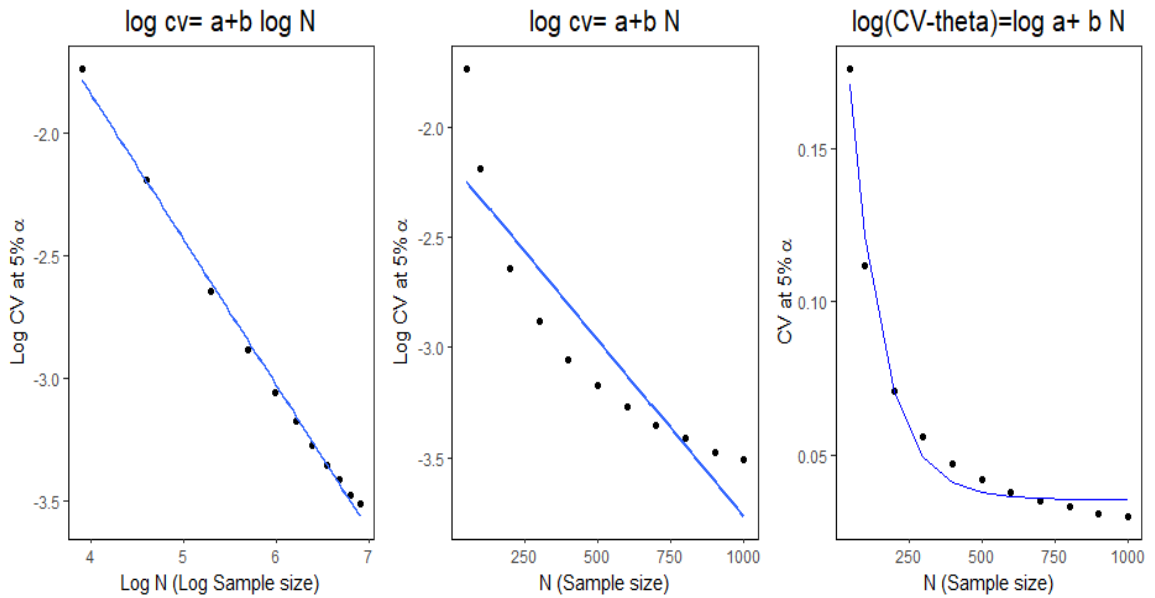 log cv= a+b log N
log cv= a+b N
log(CV-theta)=log a+ b N
Log CV at 5% α
-2.0
-2.5
-3.0
-3.5
4
5
6
7
Log N (Log Sample size)
Log CV at 5% α
-2.0
-2.5
-3.0
-3.5
250
500
750
1000
N (Sample size)
CV at 5% α
0.15
0.10
0.05
250
500
750
1000
N (Sample size)